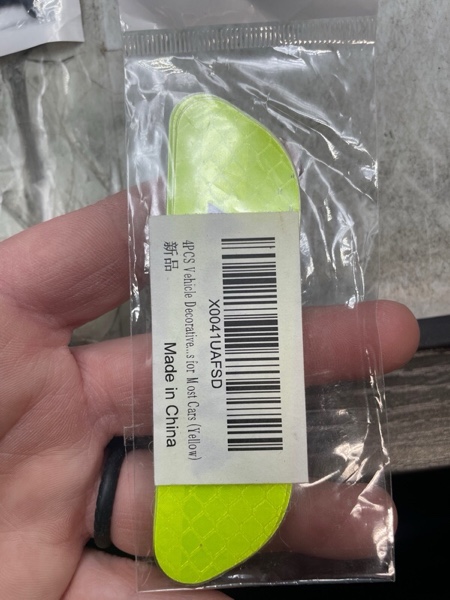 X0041UAFSD
4PCS Vehicle Decorative...s for Most Cars (Yellow)
新品
Made in China